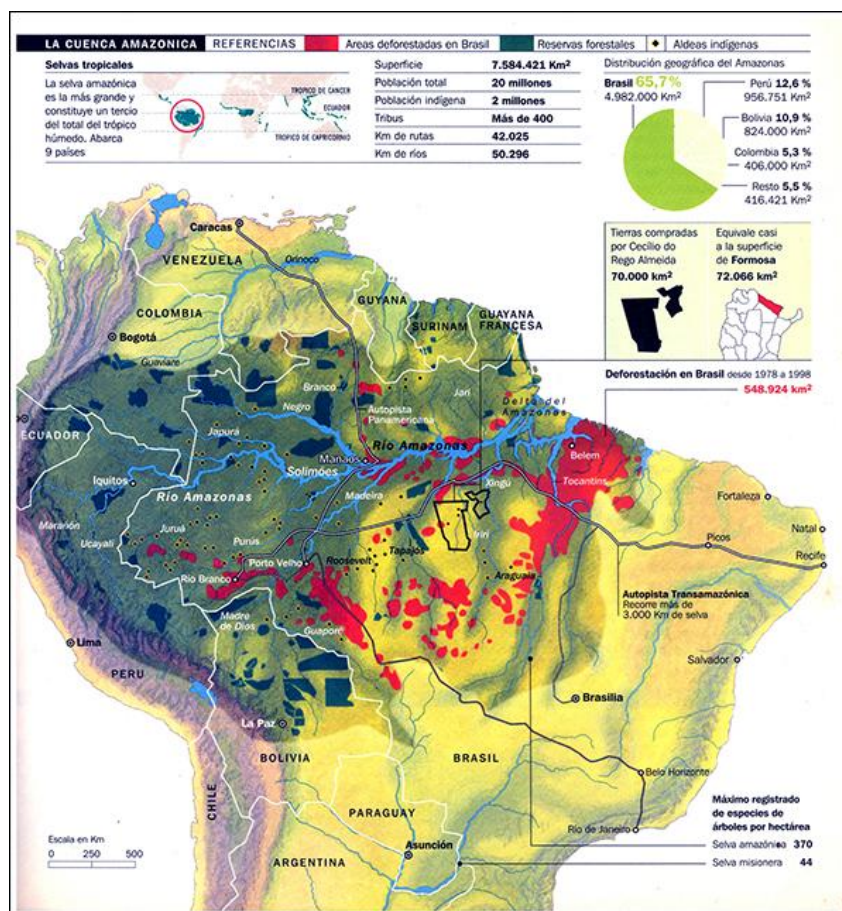 LA CUENCA AMAZONICA
REFERENCIAS
Areas deforestadas en Brasil
Reservas forestales
Aldeas indígenas
Selvas tropicales
La selva amazónica
es la más grande y
constituye un tercio
del total del trópico
húmedo. Abarca
9 países
TROPICO DE CANCER
ECUADOR
TROPICO DE CAPRICORNIO
Superficie 7.584.421 Km²
Población total 20 millones
Población indígena 2 millones
Tribus Más de 400
Km de rutas 42.025
Km de ríos 50.296
Distribución geográfica del Amazonas
Brasil 65,7%
4.982.000 Km²
Perú 12,6 %
956.751 Km²
Bolivia 10,9 %
824.000 Km²
Colombia 5,3 %
406.000 Km²
Resto 5,5 %
416.421 Km²
Tierras compradas
por Cecílio do
Rego Almeida
70.000 km²
Equivale casi
a la superficie
de Formosa
72.066 km²
Deforestación en Brasil desde 1978 a 1998
548.924 km²
Caracas
VENEZUELA
Orinoco
COLOMBIA
GUYANA
SURINAM
GUAYANA
FRANCESA
Bogotá
Guaviare
Branco
Jarí
Negro
Autopista
Panamericana
Delta del
Amazonas
ECUADOR
Japurá
Río Amazonas
Manaos
Solimões
Belem
Iquitos
Río Amazonas
Madeira
Xingú
Tocantins
Fortaleza
Marañón
Ucayali
Juruá
Purús
Iriri
Natal
Picos
Porto Velho
Roosevelt
Tapajos
Recife
Río Branco
Araguaia
Autopista Transamazónica
Recorre más de
3.000 Km de selva
Madre
de Dios
Guaporé
Lima
Salvador
PERU
Brasilia
La Paz
BOLIVIA
BRASIL
Belo Horizonte
CHILE
PARAGUAY
Máximo registrado
de especies de
árboles por hectárea
Río de Janeiro
Selva amazónica 370
Asunción
Selva misionera 44
Escala en Km
0 250 500
ARGENTINA